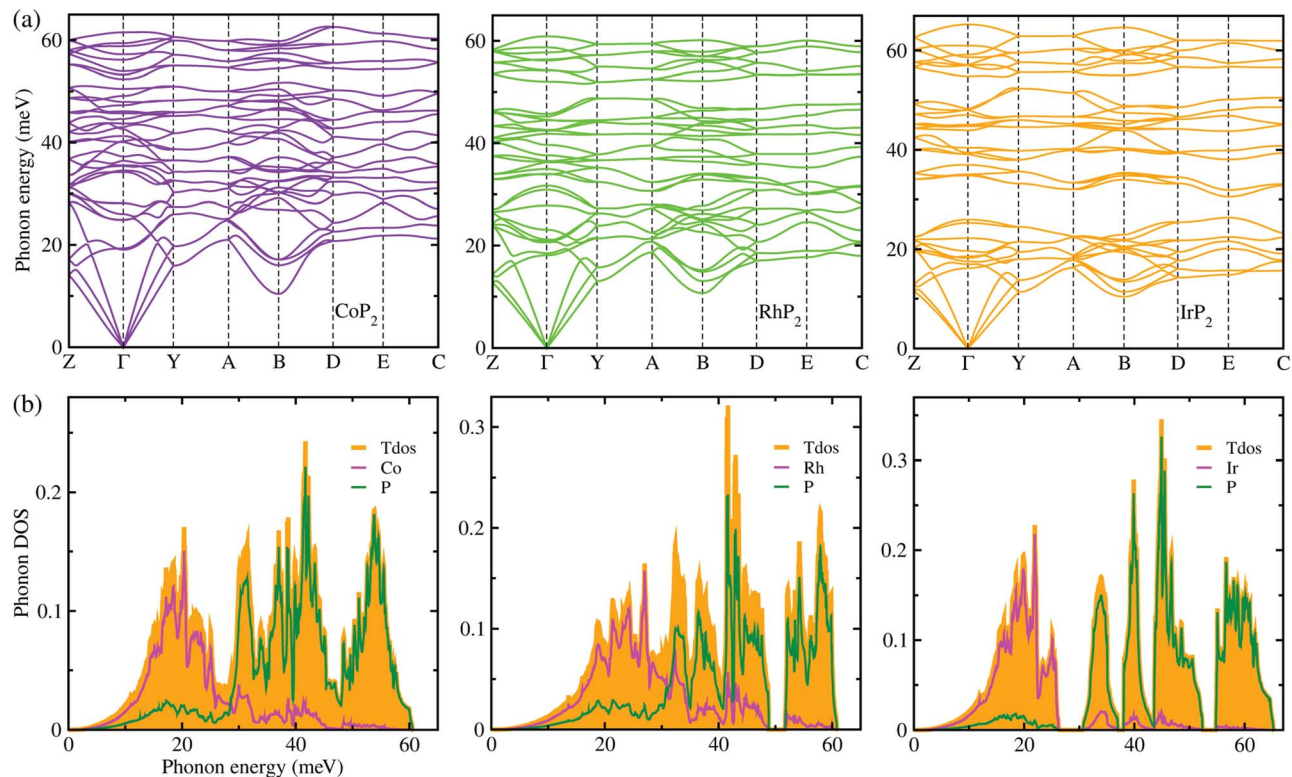 (a)
Phonon energy (meV)
60
40
20
0
Z Γ Y A B D E C
CoP2
60
40
20
0
Z Γ Y A B D E C
RhP2
60
40
20
0
Z Γ Y A B D E C
IrP2
(b)
Phonon DOS
0.2
0.1
0
0 20 40 60
Phonon energy (meV)
Tdos
Co
P
0.3
0.2
0.1
0
0 20 40 60
Tdos
Rh
P
0.3
0.2
0.1
0
0 20 40 60
Tdos
Ir
P